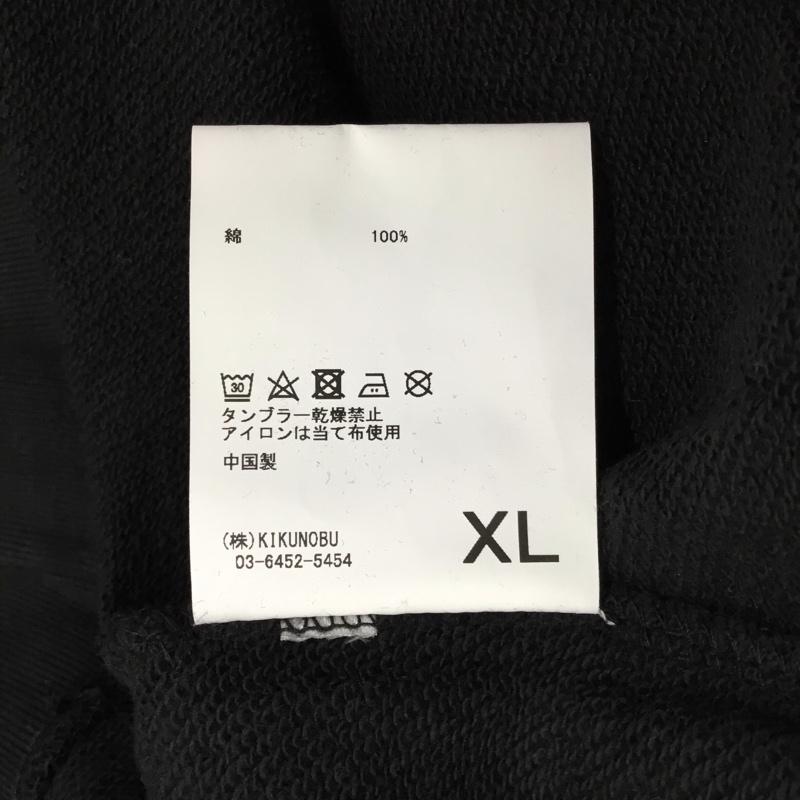 綿 100%
30
タンブラー乾燥禁止
アイロンは当て布使用
中国製
(株)KIKUNOBU
03-6452-5454
XL